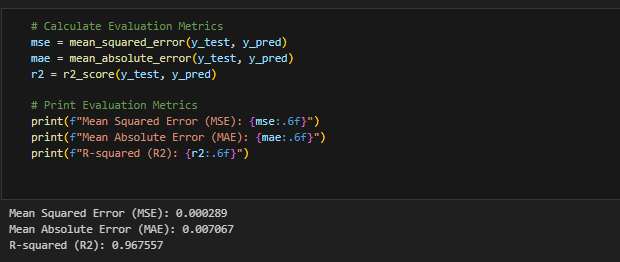 # Calculate Evaluation Metrics
mse = mean_squared_error(y_test, y_pred)
mae = mean_absolute_error(y_test, y_pred)
r2 = r2_score(y_test, y_pred)
# Print Evaluation Metrics
print(f"Mean Squared Error (MSE): {mse:.6f}")
print(f"Mean Absolute Error (MAE): {mae:.6f}")
print(f"R-squared (R2): {r2:.6f}")
Mean Squared Error (MSE): 0.000289
Mean Absolute Error (MAE): 0.007067
R-squared (R2): 0.967557